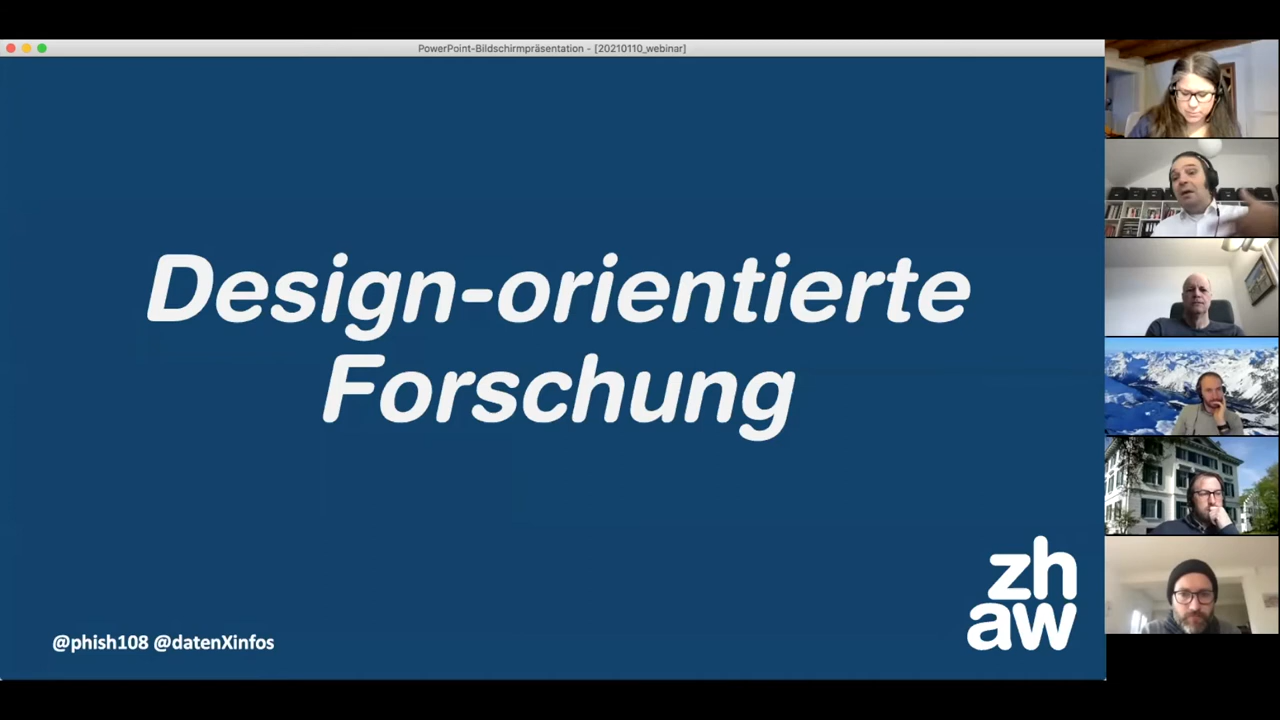 PowerPoint-Bildschirmpräsentation - [20210110_webinar]
Design-orientierte
Forschung
zh
aw
@phish108 @datenXinfos